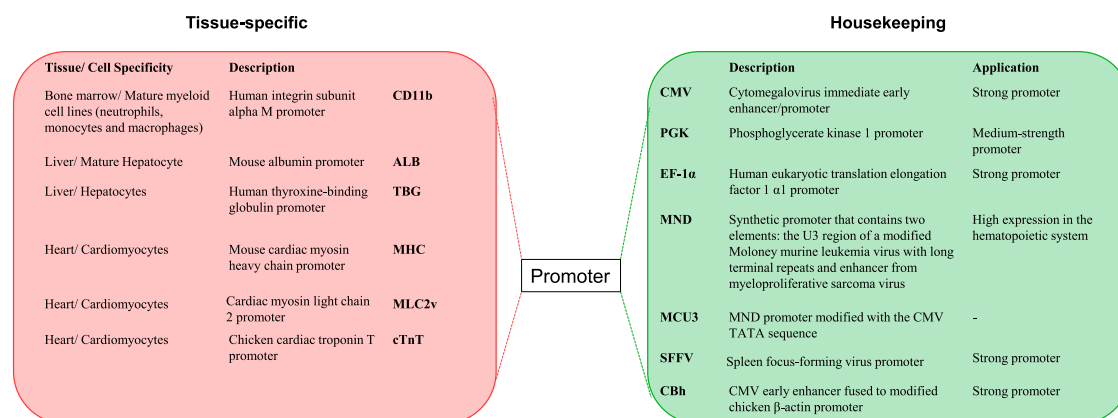 Tissue-specific
Tissue/ Cell Specificity Description
Bone marrow/ Mature myeloid Human integrin subunit CD11b
cell lines (neutrophils, alpha M promoter
monocytes and macrophages)
Liver/ Mature Hepatocyte Mouse albumin promoter ALB
Liver/ Hepatocytes Human thyroxine-binding TBG
globulin promoter
Heart/ Cardiomyocytes Mouse cardiac myosin MHC
heavy chain promoter
Heart/ Cardiomyocytes Cardiac myosin light chain MLC2v
2 promoter
Heart/ Cardiomyocytes Chicken cardiac troponin T cTnT
promoter
Promoter
Housekeeping
Description Application
CMV Cytomegalovirus immediate early Strong promoter
enhancer/promoter
PGK Phosphoglycerate kinase 1 promoter Medium-strength
promoter
EF-1α Human eukaryotic translation elongation Strong promoter
factor 1 α1 promoter
MND Synthetic promoter that contains two High expression in the
elements: the U3 region of a modified hematopoietic system
Moloney murine leukemia virus with long
terminal repeats and enhancer from
myeloproliferative sarcoma virus
MCU3 MND promoter modified with the CMV -
TATA sequence
SFFV Spleen focus-forming virus promoter Strong promoter
CBh CMV early enhancer fused to modified Strong promoter
chicken β-actin promoter